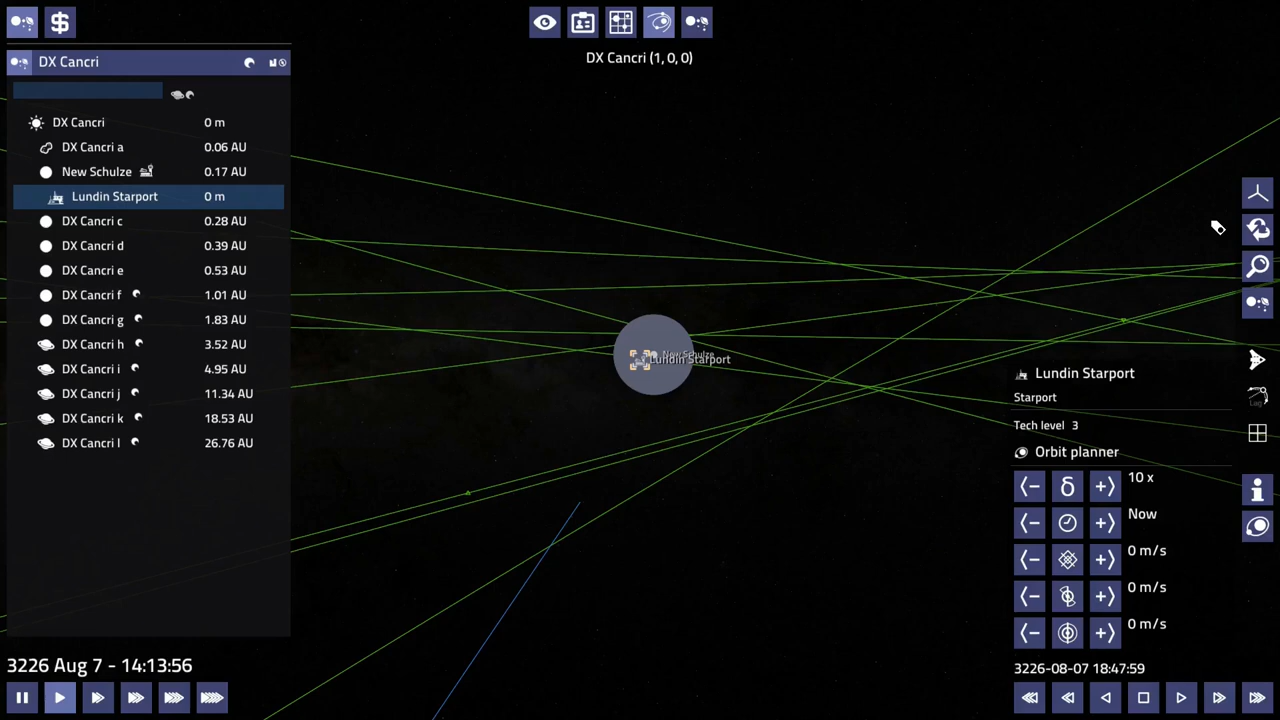 DX Cancri
DX Cancri (1, 0, 0)
DX Cancri 0 m
DX Cancri a 0.06 AU
New Schulze 0.17 AU
Lundin Starport 0 m
DX Cancri c 0.28 AU
DX Cancri d 0.39 AU
DX Cancri e 0.53 AU
DX Cancri f 1.01 AU
DX Cancri g 1.83 AU
DX Cancri h 3.52 AU
DX Cancri i 4.95 AU
DX Cancri j 11.34 AU
DX Cancri k 18.53 AU
DX Cancri l 26.76 AU
New Schulze
Lundin Starport
Lundin Starport
Starport
Tech level 3
Orbit planner
10 x
Now
0 m/s
0 m/s
0 m/s
3226-08-07 18:47:59
3226 Aug 7 - 14:13:56